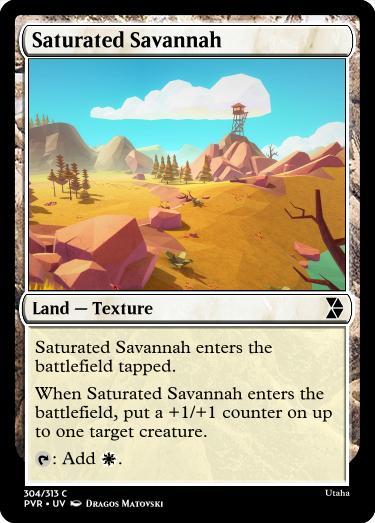 Saturated Savannah
Land — Texture
Saturated Savannah enters the
battlefield tapped.
When Saturated Savannah enters the
battlefield, put a +1/+1 counter on up
to one target creature.
: Add .
304/313 C
Utaha
PVR • UV Dragos Matovski